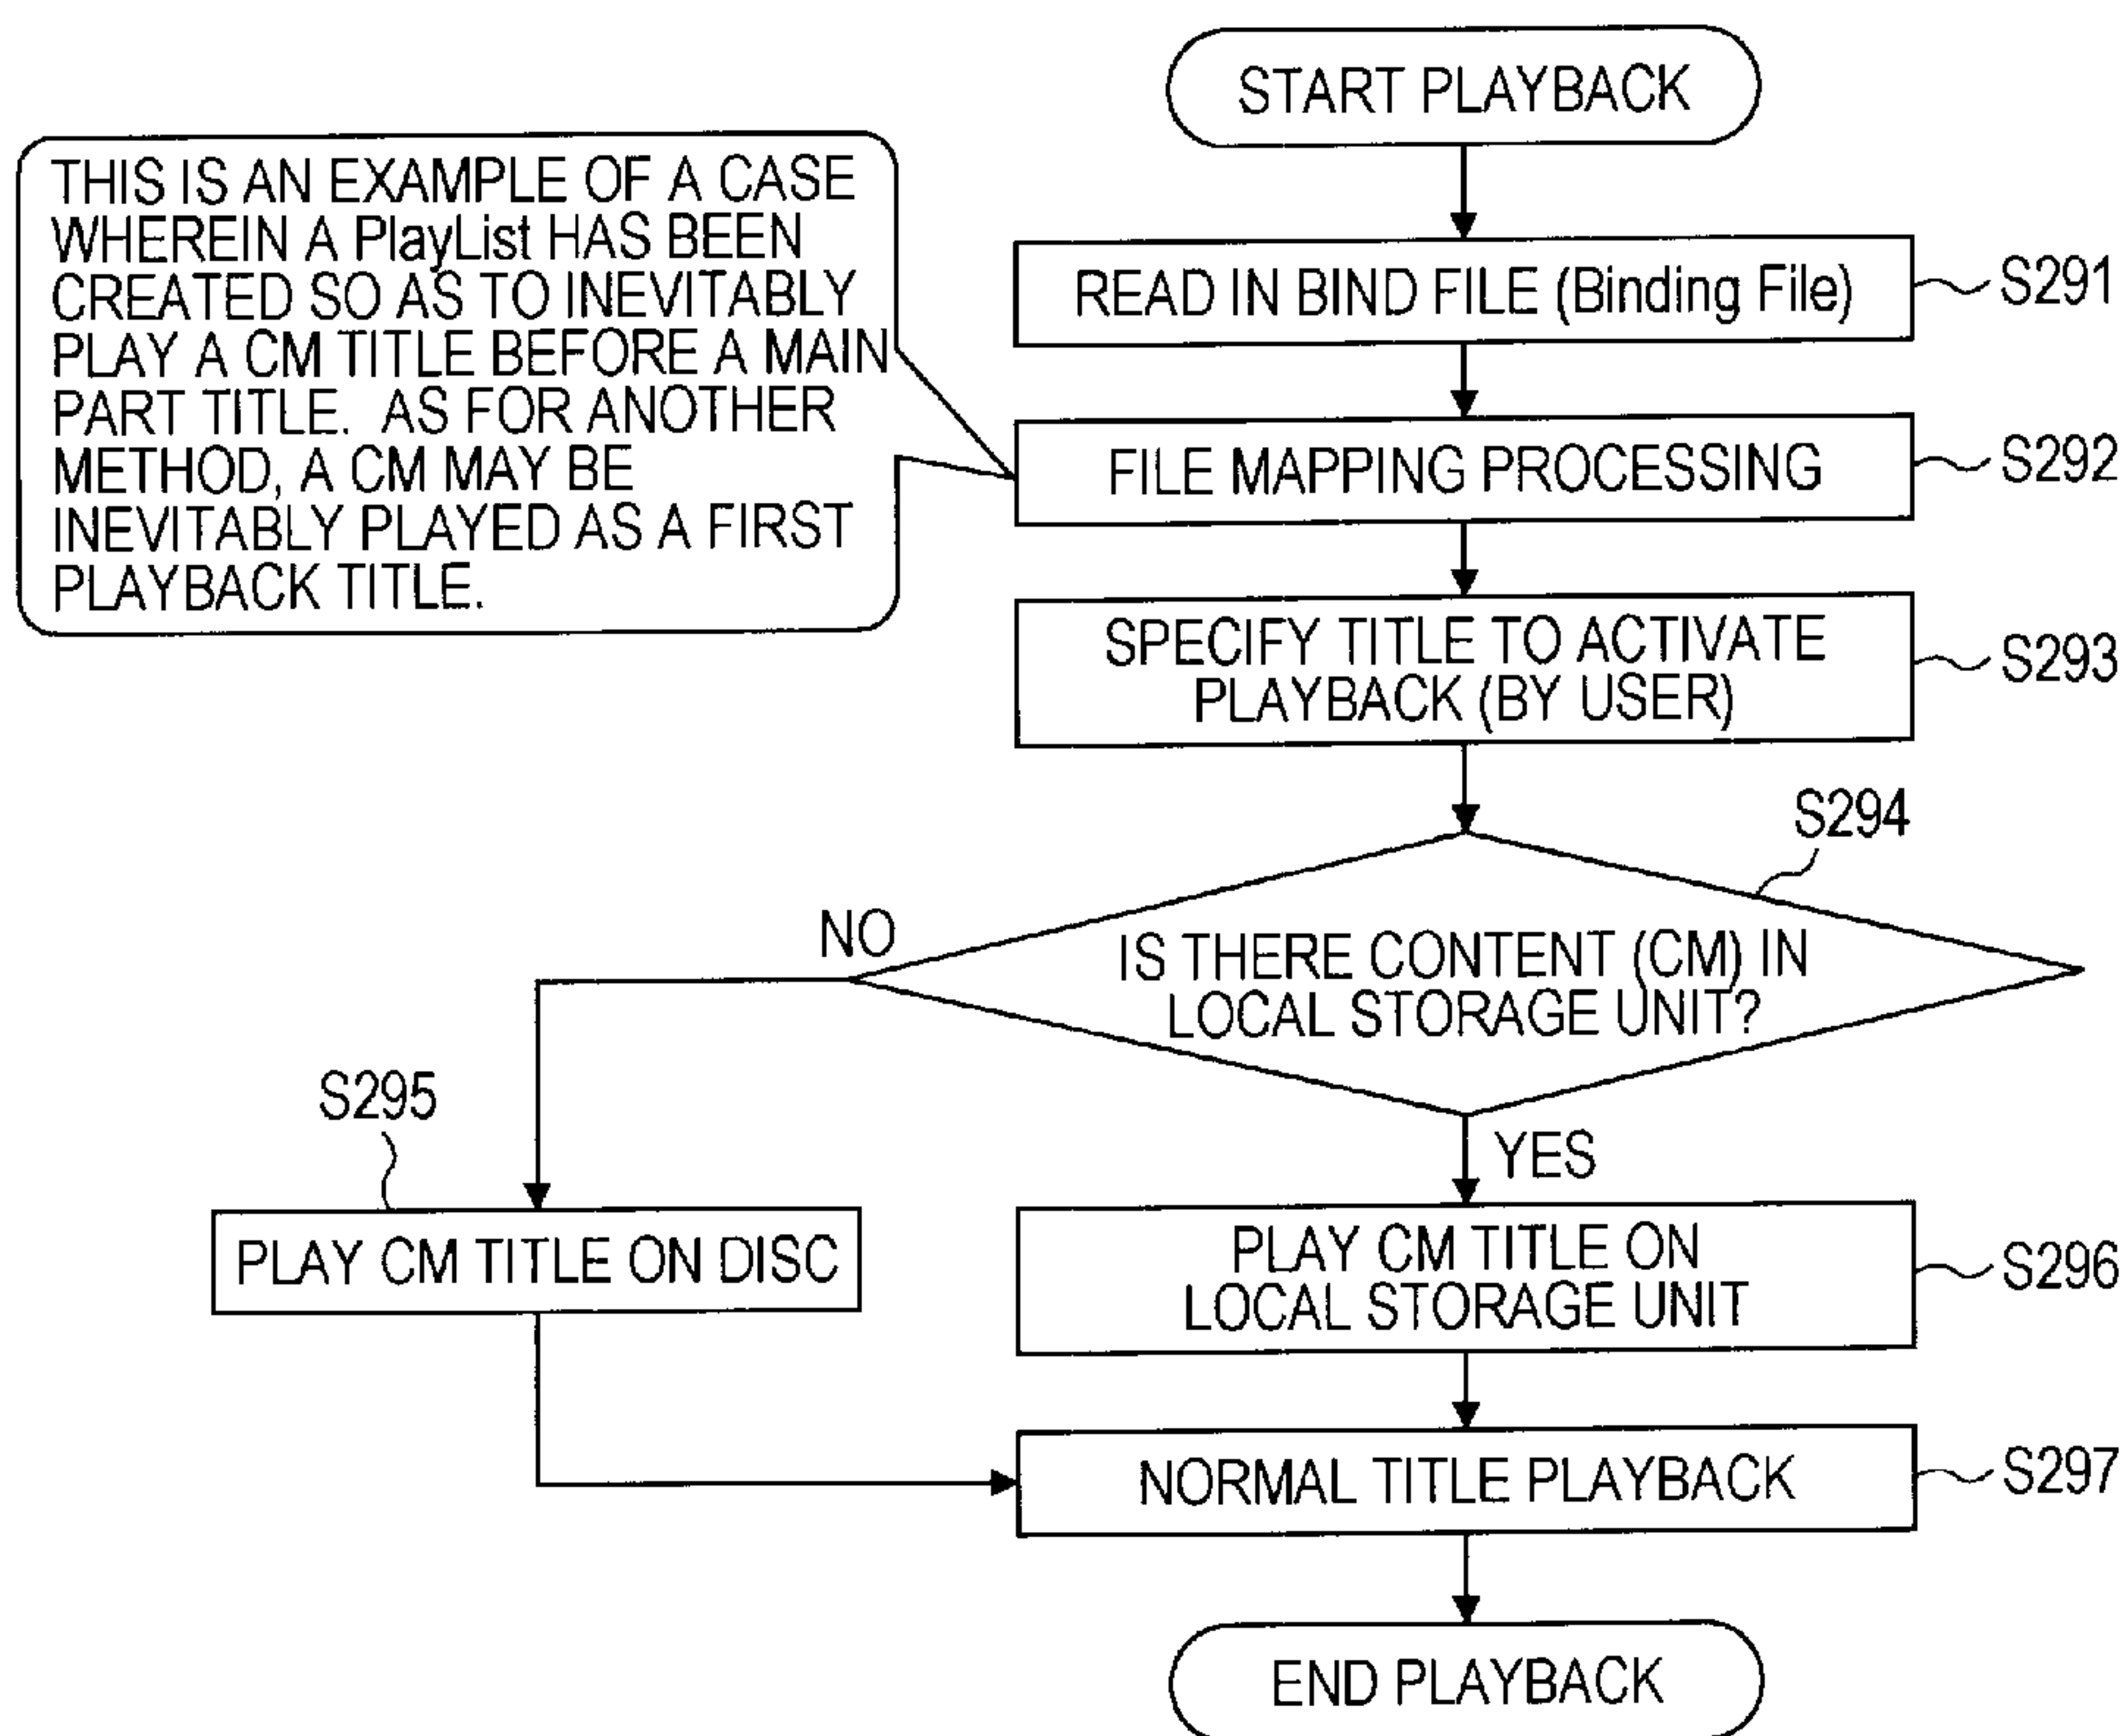 START PLAYBACK
THIS IS AN EXAMPLE OF A CASE
WHEREIN A PlayList HAS BEEN
CREATED SO AS TO INEVITABLY
PLAY A CM TITLE BEFORE A MAIN
PART TITLE. AS FOR ANOTHER
METHOD, A CM MAY BE
INEVITABLY PLAYED AS A FIRST
PLAYBACK TITLE.
READ IN BIND FILE (Binding File)
S291
FILE MAPPING PROCESSING
S292
SPECIFY TITLE TO ACTIVATE
PLAYBACK (BY USER)
S293
S294
IS THERE CONTENT (CM) IN
LOCAL STORAGE UNIT?
NO
YES
S295
PLAY CM TITLE ON DISC
PLAY CM TITLE ON
LOCAL STORAGE UNIT
S296
NORMAL TITLE PLAYBACK
S297
END PLAYBACK